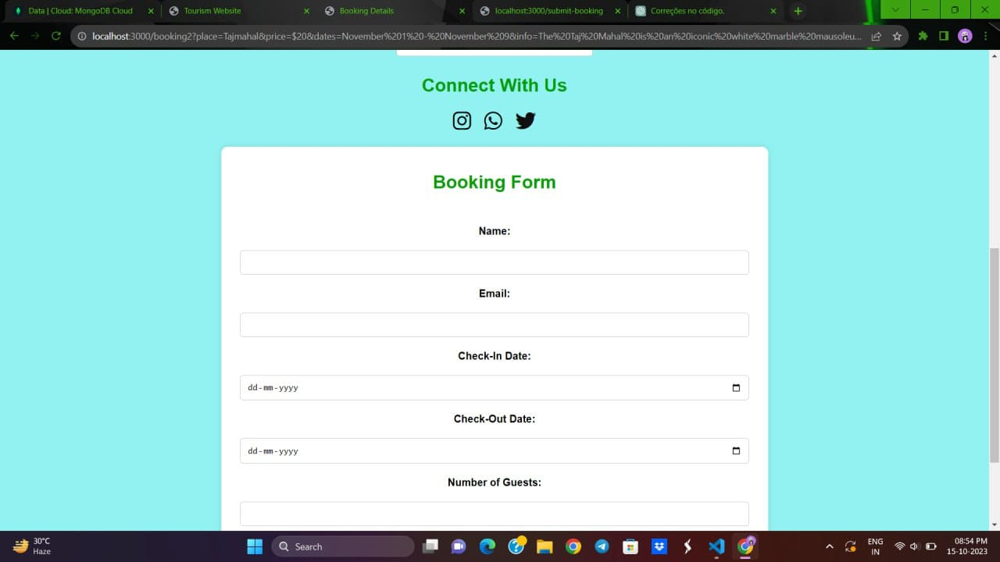 Data | Cloud: MongoDB Cloud
Tourism Website
Booking Details
localhost:3000/submit-booking
Correções no código.
localhost:3000/booking2?place=Tajmahal&price=$20&dates=November%201%20-%20November%209&info=The%20Taj%20Mahal%20is%20an%20iconic%20white%20marble%20mausoleu...
Connect With Us
Booking Form
Name:
Email:
Check-In Date:
dd-mm-yyyy
Check-Out Date:
dd-mm-yyyy
Number of Guests:
30°C
Haze
Search
ENG
IN
08:54 PM
15-10-2023